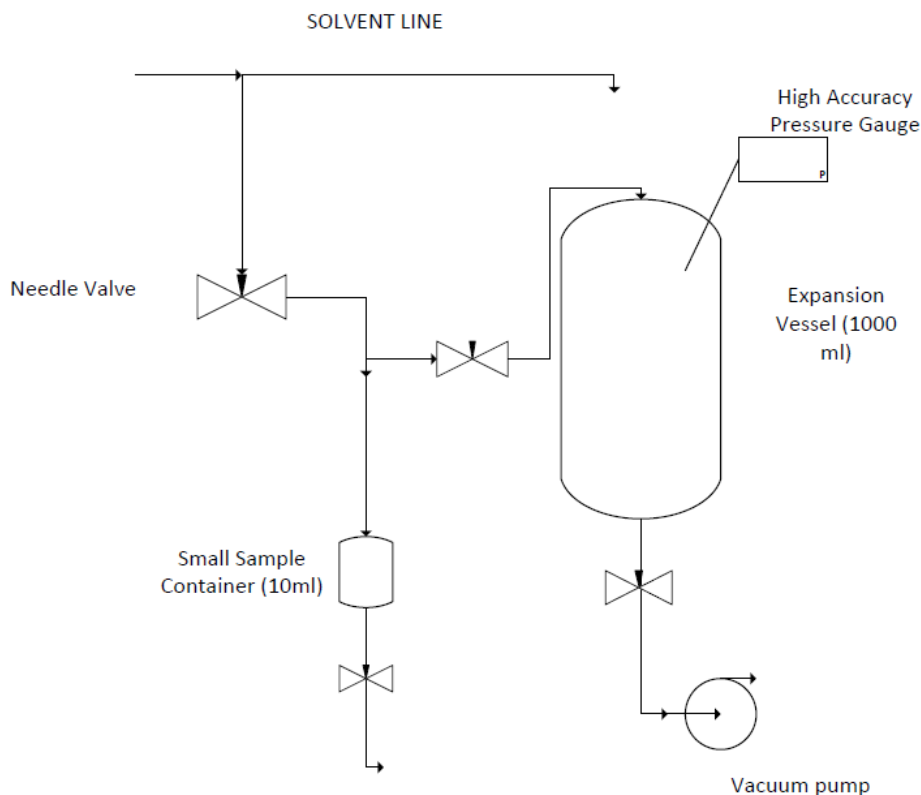 SOLVENT LINE
High Accuracy
Pressure Gauge
P
Needle Valve
Expansion
Vessel (1000
ml)
Small Sample
Container (10ml)
Vacuum pump